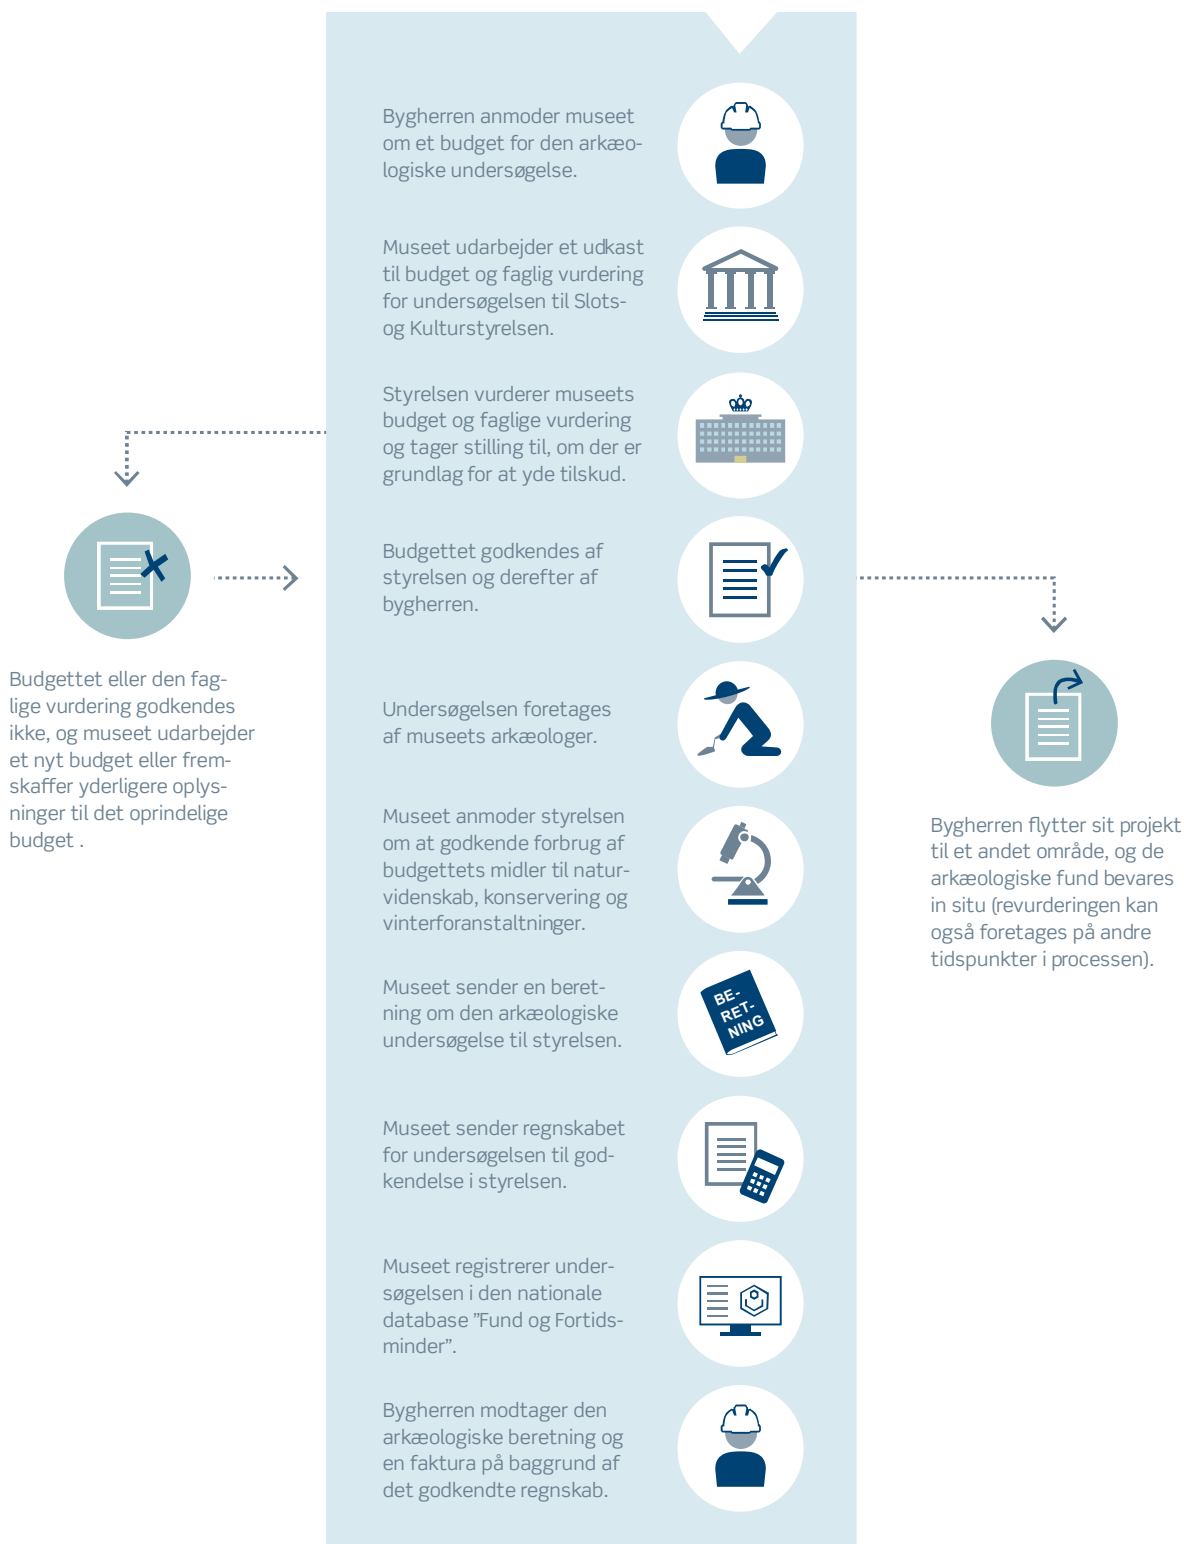 Bygherren anmoder museet
om et budget for den arkæo-
logiske undersøgelse.
Museet udarbejder et udkast
til budget og faglig vurdering
for undersøgelsen til Slots-
og Kulturstyrelsen.
Styrelsen vurderer museets
budget og faglige vurdering
og tager stilling til, om der er
grundlag for at yde tilskud.
Budgettet eller den fag-
lige vurdering godkendes
ikke, og museet udarbejder
et nyt budget eller frem-
skaffer yderligere oplys-
ninger til det oprindelige
budget .
Budgettet godkendes af
styrelsen og derefter af
bygherren.
Bygherren flytter sit projekt
til et andet område, og de
arkæologiske fund bevares
in situ (revurderingen kan
også foretages på andre
tidspunkter i processen).
Undersøgelsen foretages
af museets arkæologer.
Museet anmoder styrelsen
om at godkende forbrug af
budgettets midler til natur-
videnskab, konservering og
vinterforanstaltninger.
Museet sender en beret-
ning om den arkæologiske
undersøgelse til styrelsen.
BE-
RET-
NING
Museet sender regnskabet
for undersøgelsen til god-
kendelse i styrelsen.
Museet registrerer under-
søgelsen i den nationale
database ”Fund og Fortids-
minder”.
Bygherren modtager den
arkæologiske beretning og
en faktura på baggrund af
det godkendte regnskab.